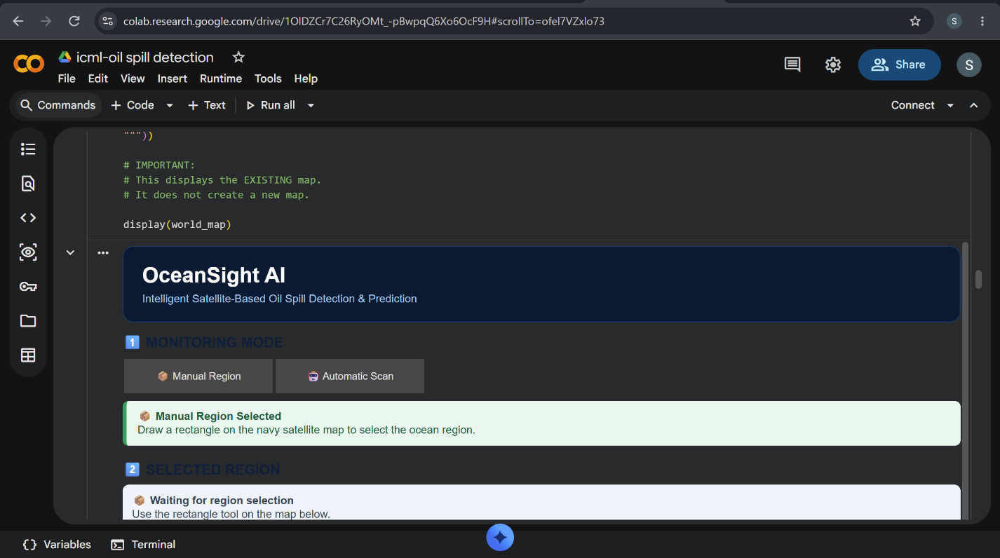 colab.research.google.com/drive/1OlDZCr7C26RyOMt_-pBwpqQ6Xo6OcF9H#scrollTo=ofel7VZxlo73
S
icml-oil spill detection
File Edit View Insert Runtime Tools Help
Share
S
Commands + Code + Text Run all
Connect
"""))
# IMPORTANT:
# This displays the EXISTING map.
# It does not create a new map.
display(world_map)
OceanSight AI
Intelligent Satellite-Based Oil Spill Detection & Prediction
1 MONITORING MODE
Manual Region Automatic Scan
Manual Region Selected
Draw a rectangle on the navy satellite map to select the ocean region.
2 SELECTED REGION
Waiting for region selection
Use the rectangle tool on the map below.
Variables Terminal